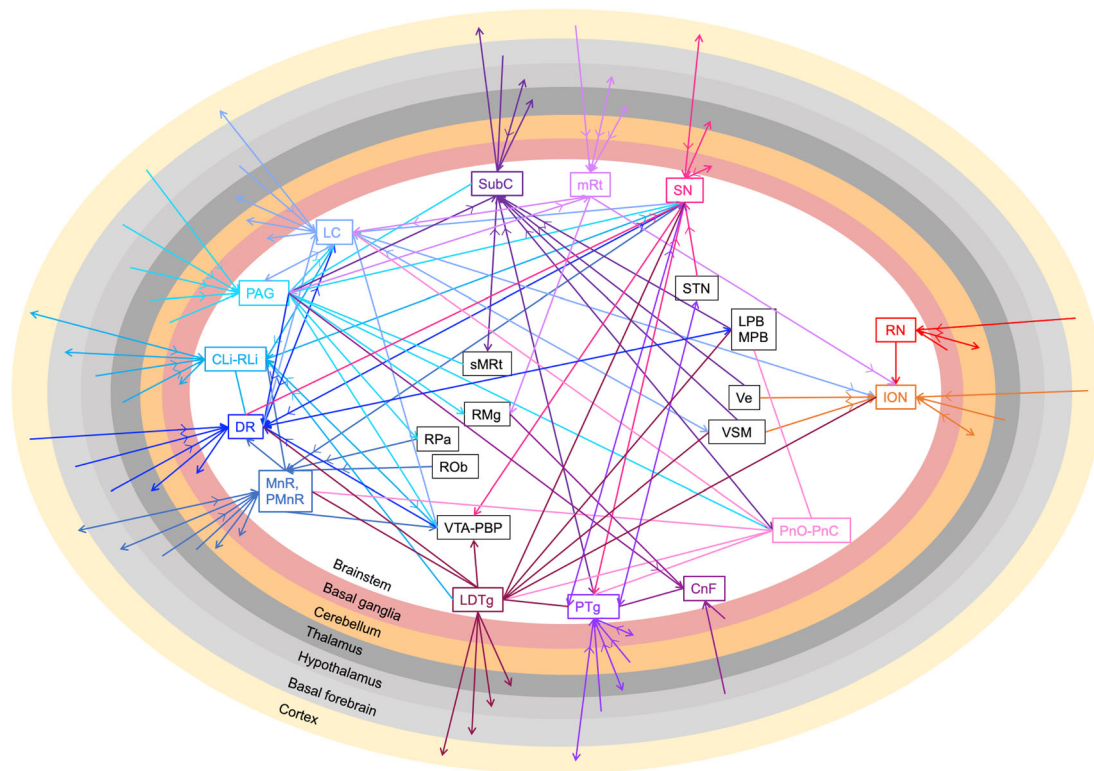 SubC
mRt
SN
LC
PAG
STN
LPB
MPB
RN
CLi-RLi
sMRt
Ve
ION
RMg
DR
VSM
RPa
ROb
MnR,
PMnR
VTA-PBP
PnO-PnC
CnF
LDTg
PTg
Brainstem
Basal ganglia
Cerebellum
Thalamus
Hypothalamus
Basal forebrain
Cortex